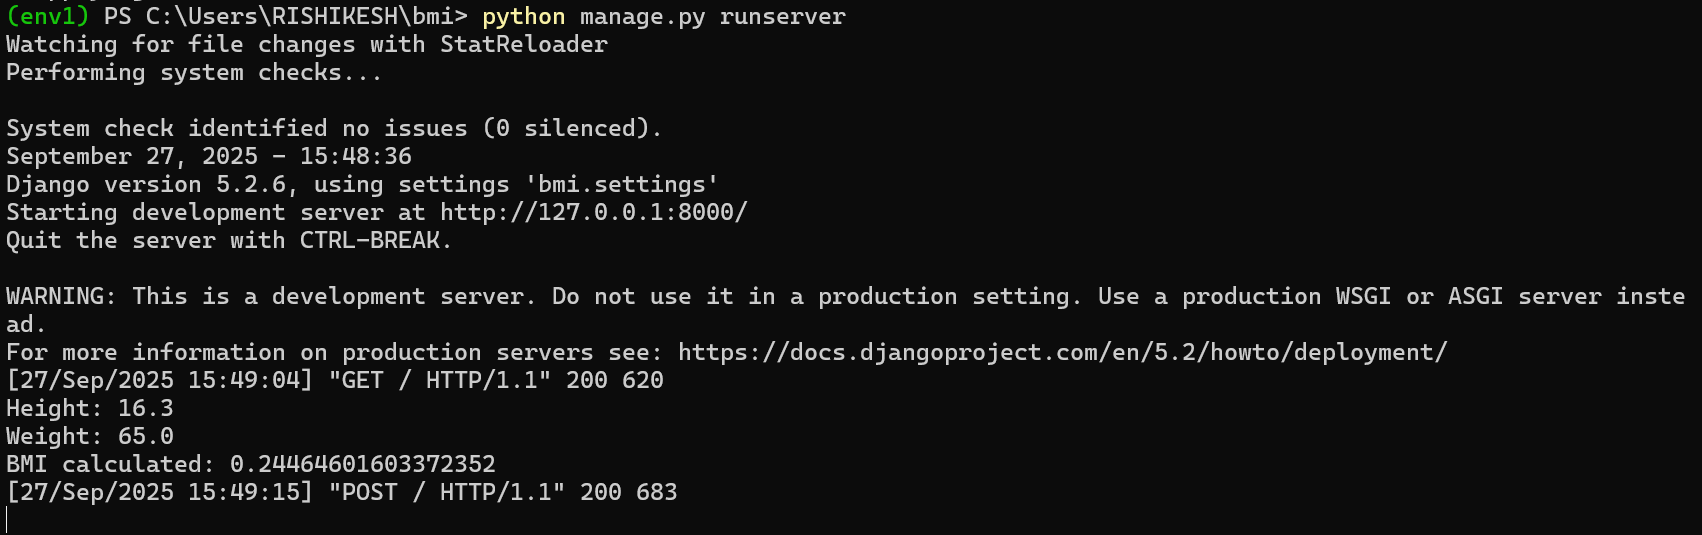 (env1) PS C:\Users\RISHIKESH\bmi> python manage.py runserver
Watching for file changes with StatReloader
Performing system checks...

System check identified no issues (0 silenced).
September 27, 2025 - 15:48:36
Django version 5.2.6, using settings 'bmi.settings'
Starting development server at http://127.0.0.1:8000/
Quit the server with CTRL-BREAK.

WARNING: This is a development server. Do not use it in a production setting. Use a production WSGI or ASGI server inste
ad.
For more information on production servers see: https://docs.djangoproject.com/en/5.2/howto/deployment/
[27/Sep/2025 15:49:04] "GET / HTTP/1.1" 200 620
Height: 16.3
Weight: 65.0
BMI calculated: 0.24464601603372352
[27/Sep/2025 15:49:15] "POST / HTTP/1.1" 200 683